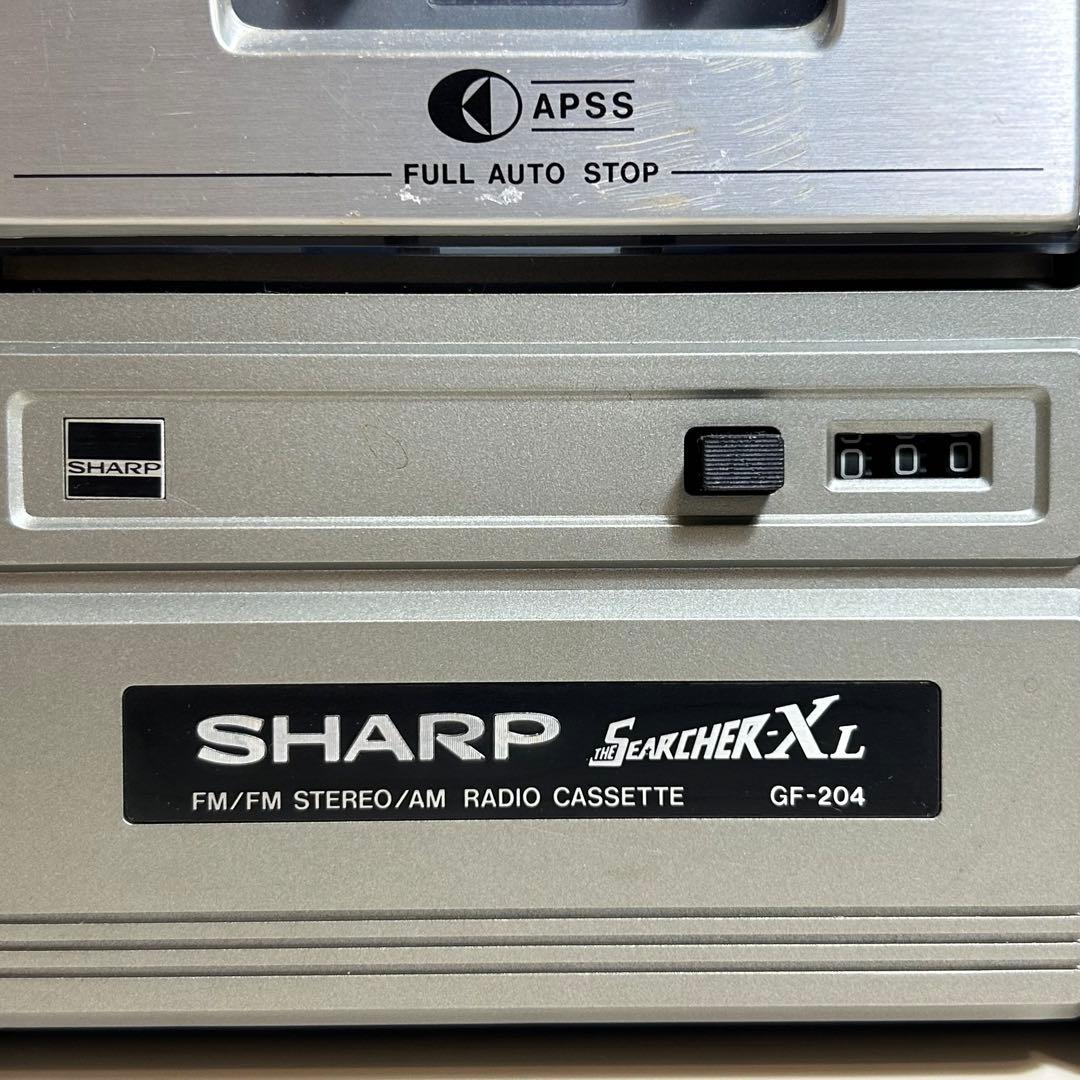 APSS
FULL AUTO STOP
SHARP
000
SHARP THE SEARCHER-XL
FM/FM STEREO/AM RADIO CASSETTE GF-204